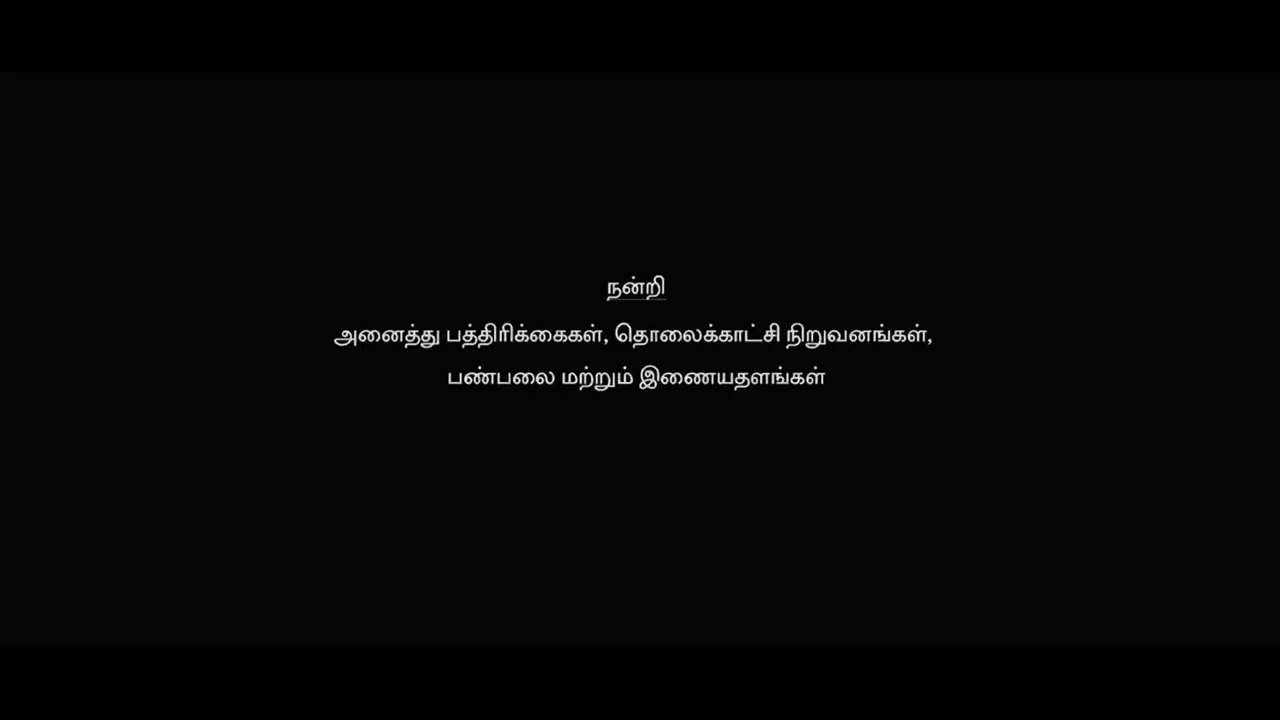 நன்றி
அனைத்து பத்திரிக்கைகள், தொலைக்காட்சி நிறுவனங்கள்,
பண்பலை மற்றும் இணையதளங்கள்